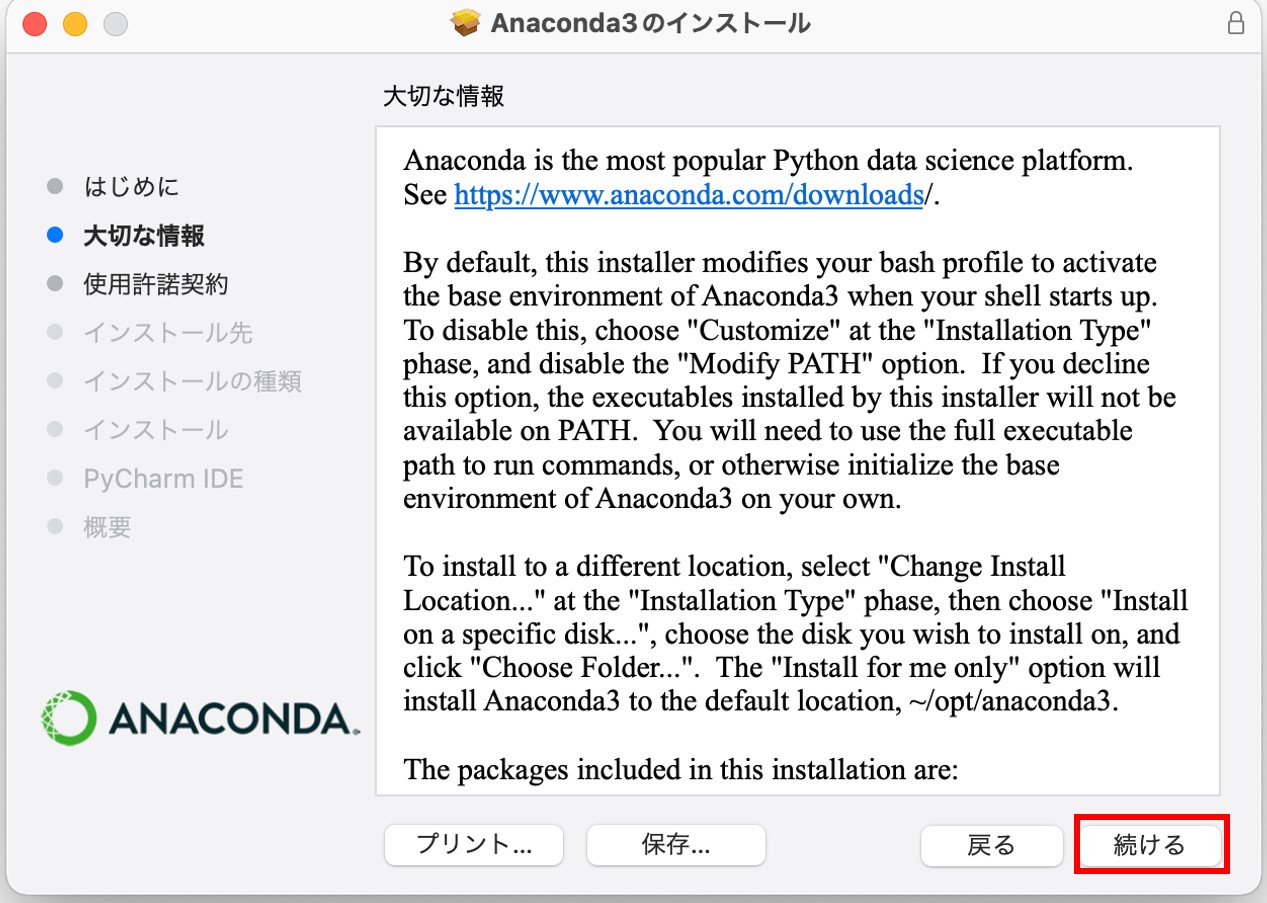 Anaconda3のインストール
大切な情報
はじめに
大切な情報
使用許諾契約
インストール先
インストールの種類
インストール
PyCharm IDE
概要
ANACONDA.
Anaconda is the most popular Python data science platform.
See https://www.anaconda.com/downloads/.
By default, this installer modifies your bash profile to activate
the base environment of Anaconda3 when your shell starts up.
To disable this, choose "Customize" at the "Installation Type"
phase, and disable the "Modify PATH" option.  If you decline
this option, the executables installed by this installer will not be
available on PATH.  You will need to use the full executable
path to run commands, or otherwise initialize the base
environment of Anaconda3 on your own.
To install to a different location, select "Change Install
Location..." at the "Installation Type" phase, then choose "Install
on a specific disk...", choose the disk you wish to install on, and
click "Choose Folder...".  The "Install for me only" option will
install Anaconda3 to the default location, ~/opt/anaconda3.
The packages included in this installation are:
プリント...
保存...
戻る
続ける